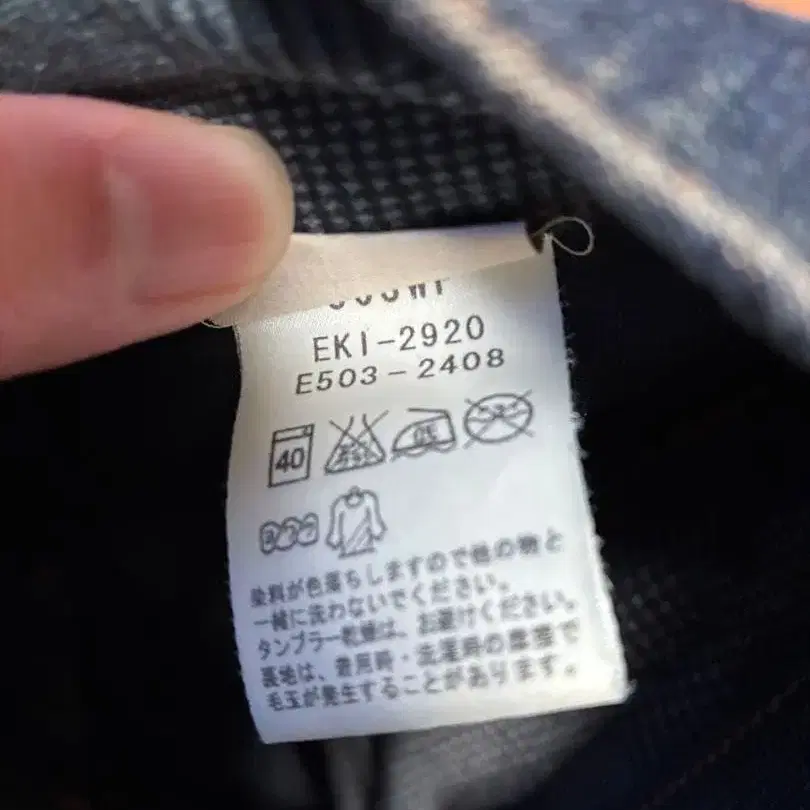 EKI-2920
E503-2408
40
染料が色落ちしますので他の物と
一緒に洗わないでください。
タンブラー乾燥は、お避けください。
裏地は、着用時・洗濯時の摩擦で
毛玉が発生することがあります。